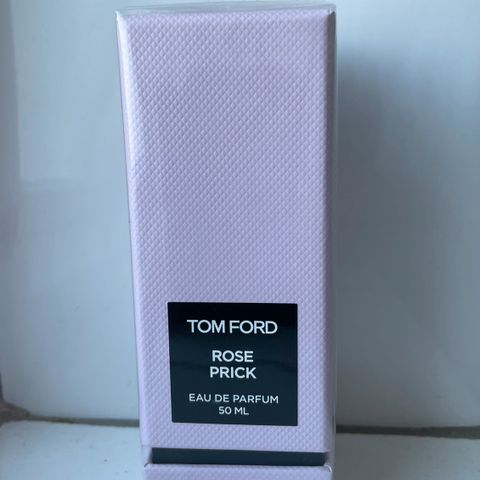 TOM FORD
ROSE
PRICK
EAU DE PARFUM
50 ML